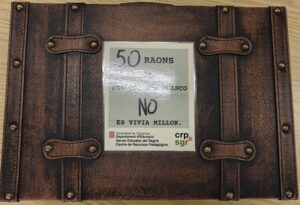 50 RAONS
NO
ES VIVIA MILLOR.
Generalitat de Catalunya
Departament d'Educació
Servei Educatiu del Segrià
Centre de Recursos Pedagògics
crp
sgr